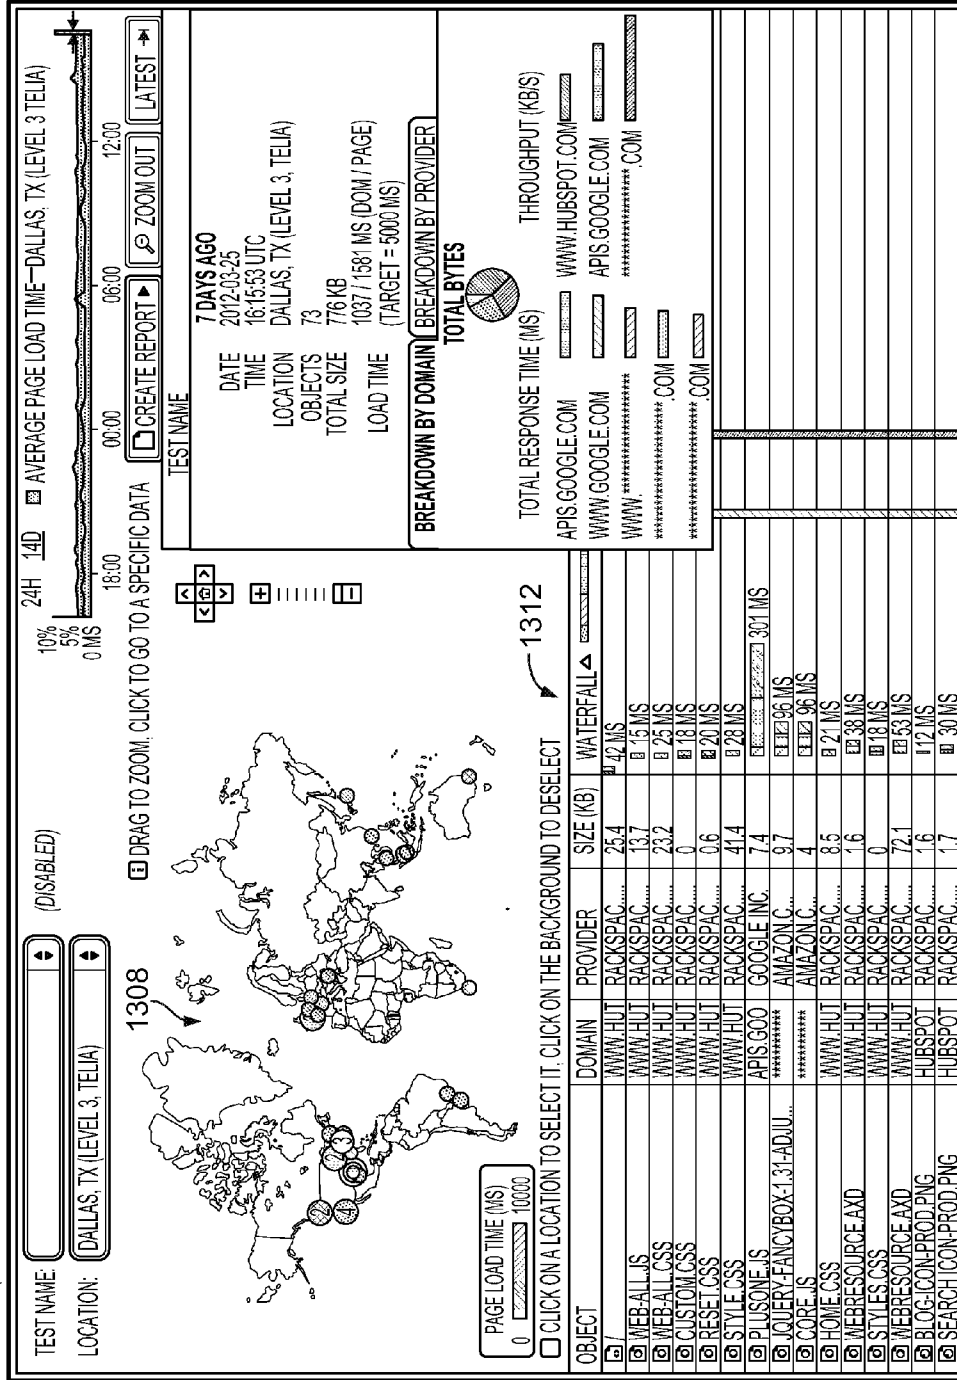 TEST NAME:
(DISABLED)
LOCATION: DALLAS, TX (LEVEL 3, TELIA)
24H 14D AVERAGE PAGE LOAD TIME—DALLAS, TX (LEVEL 3 TELIA)
10%
5%
0 MS
18:00 00:00 06:00 12:00
DRAG TO ZOOM, CLICK TO GO TO A SPECIFIC DATA
CREATE REPORT ZOOM OUT LATEST
1308
2
4
2
3
PAGE LOAD TIME (MS)
0 10000
TEST NAME
7 DAYS AGO
DATE 2012-03-25
TIME 16:15:53 UTC
LOCATION DALLAS, TX (LEVEL 3, TELIA)
OBJECTS 73
TOTAL SIZE 776 KB
LOAD TIME 1037 / 1581 MS (DOM / PAGE)
(TARGET = 5000 MS)
BREAKDOWN BY DOMAIN BREAKDOWN BY PROVIDER
TOTAL BYTES
TOTAL RESPONSE TIME (MS) THROUGHPUT (KB/S)
APIS.GOOGLE.COM WWW.HUBSPOT.COM
WWW.GOOGLE.COM APIS.GOOGLE.COM
WWW.****************** ******************.COM
******************.COM
******************.COM
CLICK ON A LOCATION TO SELECT IT, CLICK ON THE BACKGROUND TO DESELECT
1312
OBJECT DOMAIN PROVIDER SIZE (KB) WATERFALL
/ WWW.HUT RACKSPAC... 25.4 42 MS
WEB-ALL.JS WWW.HUT RACKSPAC... 13.7 15 MS
WEB-ALL.CSS WWW.HUT RACKSPAC... 23.2 25 MS
CUSTOM.CSS WWW.HUT RACKSPAC... 0 18 MS
RESET.CSS WWW.HUT RACKSPAC... 0.6 20 MS
STYLE.CSS WWW.HUT RACKSPAC... 41.4 28 MS
PLUSONE.JS APIS.GOO GOOGLE INC. 7.4 301 MS
JQUERY-FANCYBOX-1.31-ADJU... ************ AMAZON.C... 9.7 96 MS
CORE.JS ************ AMAZON.C... 4 96 MS
HOME.CSS WWW.HUT RACKSPAC... 8.5 21 MS
WEBRESOURCE.AXD WWW.HUT RACKSPAC... 1.6 38 MS
STYLES.CSS WWW.HUT RACKSPAC... 0 18 MS
WEBRESOURCE.AXD WWW.HUT RACKSPAC... 72.1 53 MS
BLOG-ICON-PROD.PNG HUBSPOT RACKSPAC... 1.6 12 MS
SEARCH ICON-PROD.PNG HUBSPOT RACKSPAC... 1.7 30 MS